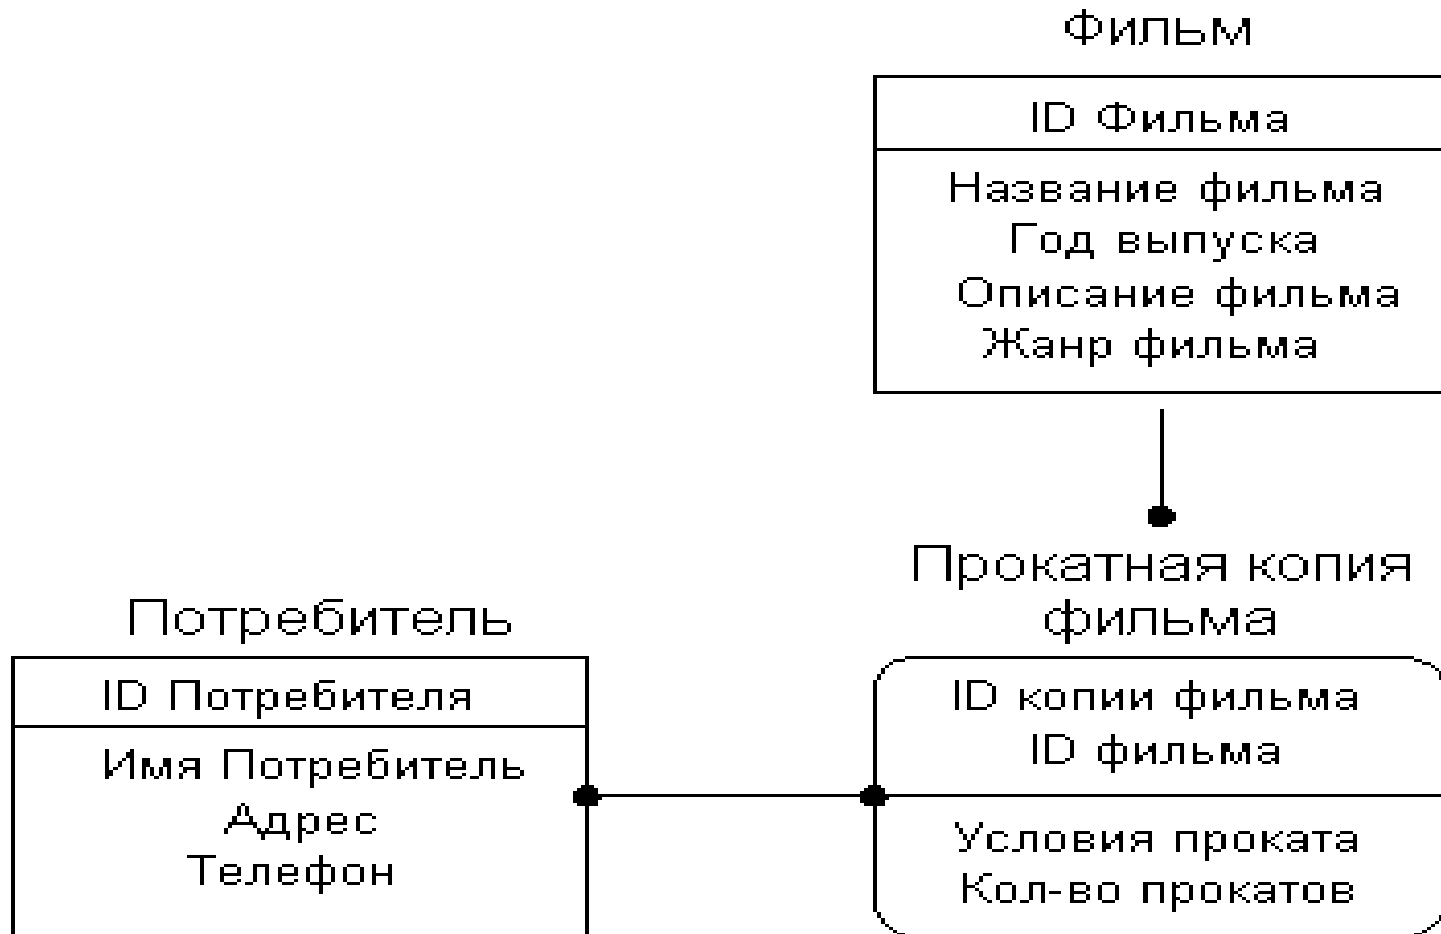 Фильм
ID Фильма
Название фильма
Год выпуска
Описание фильма
Жанр фильма
Прокатная копия
фильма
ID копии фильма
ID фильма
Условия проката
Кол-во прокатов
Потребитель
ID Потребителя
Имя Потребитель
Адрес
Телефон